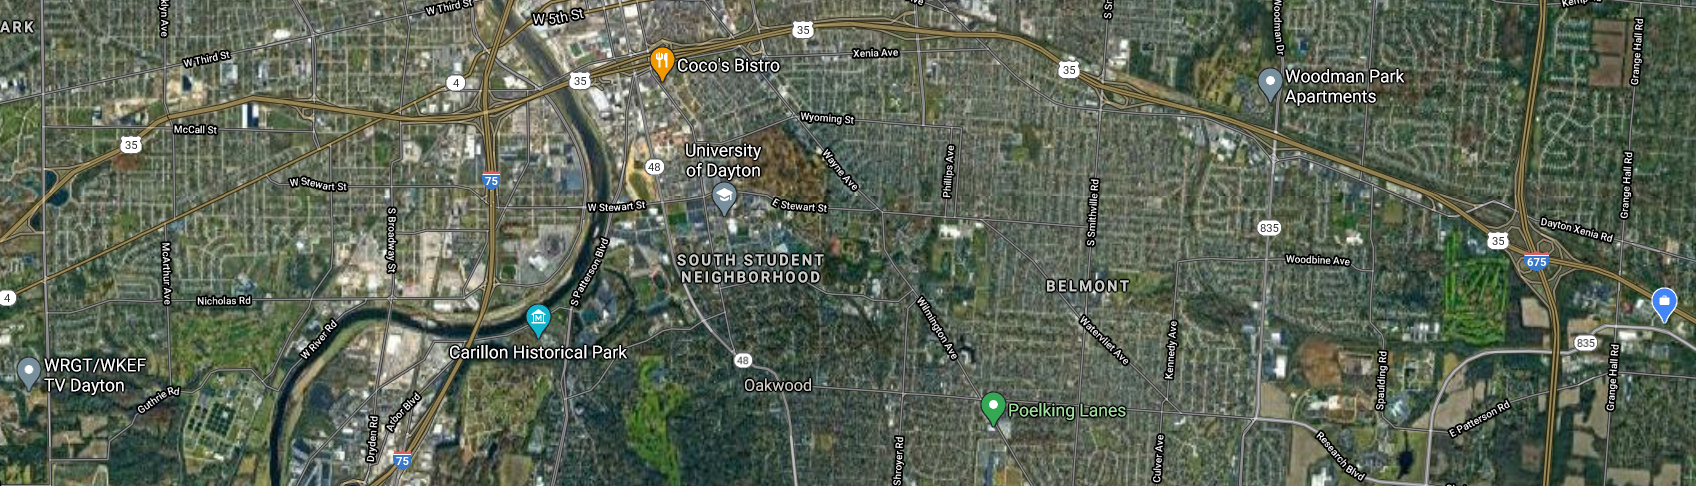 W Third St
W 5th St
35
ARK
Xenia Ave
W Third St
4
35
Coco's Bistro
35
Woodman Dr
Woodman Park
Apartments
Grange Hall Rd
McCall St
35
Wyoming St
University
of Dayton
48
Wayne Ave
Phillips Ave
75
W Stewart St
W Stewart St
E Stewart St
S Smithville Rd
Grange Hall Rd
835
S Broadway St
Dayton Xenia Rd
35
675
McArthur Ave
S Patterson Blvd
SOUTH STUDENT
NEIGHBORHOOD
BELMONT
Woodbine Ave
4
Nicholas Rd
W River Rd
Carillon Historical Park
Wilmington Ave
Watervliet Ave
Kennedy Ave
835
WRGT/WKEF
TV Dayton
Guthrie Rd
48
Oakwood
Spaulding Rd
Grange Hall Rd
Poelking Lanes
Arbor Blvd
Dryden Rd
75
Shroyer Rd
Culver Ave
Research Blvd
E Patterson Rd